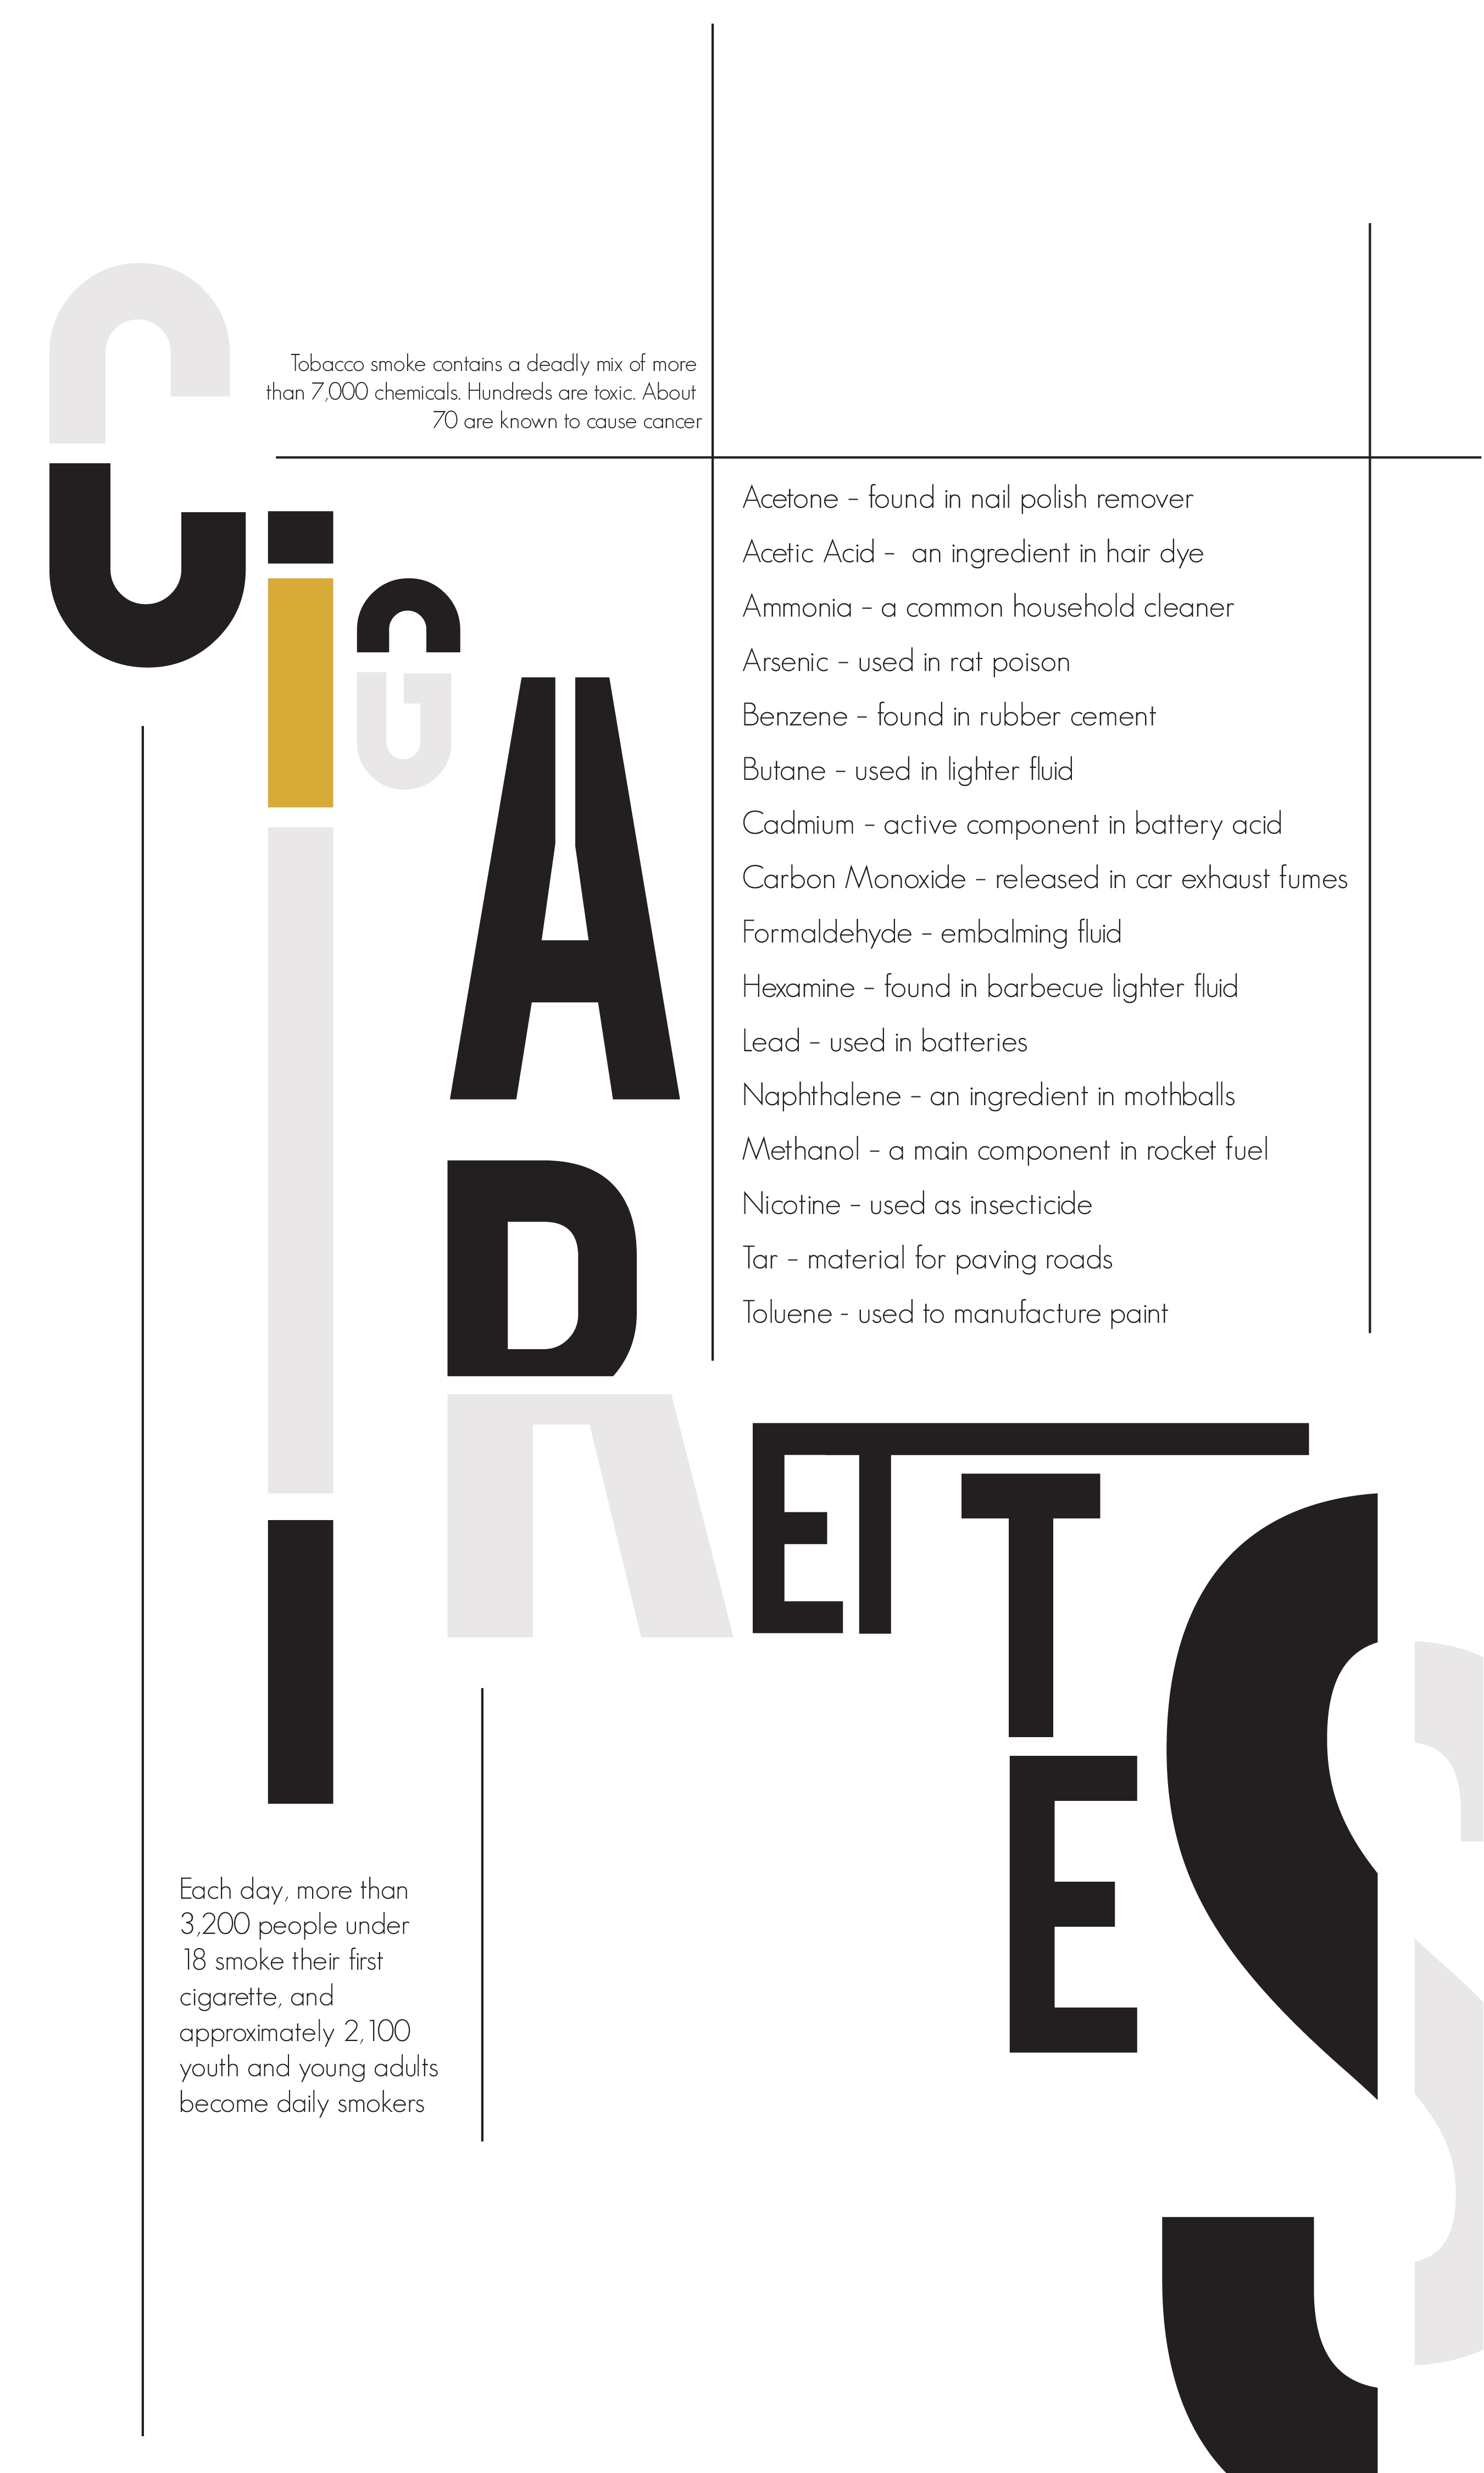 Tobacco smoke contains a deadly mix of more
than 7,000 chemicals. Hundreds are toxic. About
70 are known to cause cancer
CiGARETTES
Acetone – found in nail polish remover
Acetic Acid –  an ingredient in hair dye
Ammonia – a common household cleaner
Arsenic – used in rat poison
Benzene – found in rubber cement
Butane – used in lighter fluid
Cadmium – active component in battery acid
Carbon Monoxide – released in car exhaust fumes
Formaldehyde – embalming fluid
Hexamine – found in barbecue lighter fluid
Lead – used in batteries
Naphthalene – an ingredient in mothballs
Methanol – a main component in rocket fuel
Nicotine – used as insecticide
Tar – material for paving roads
Toluene - used to manufacture paint
Each day, more than
3,200 people under
18 smoke their first
cigarette, and
approximately 2,100
youth and young adults
become daily smokers